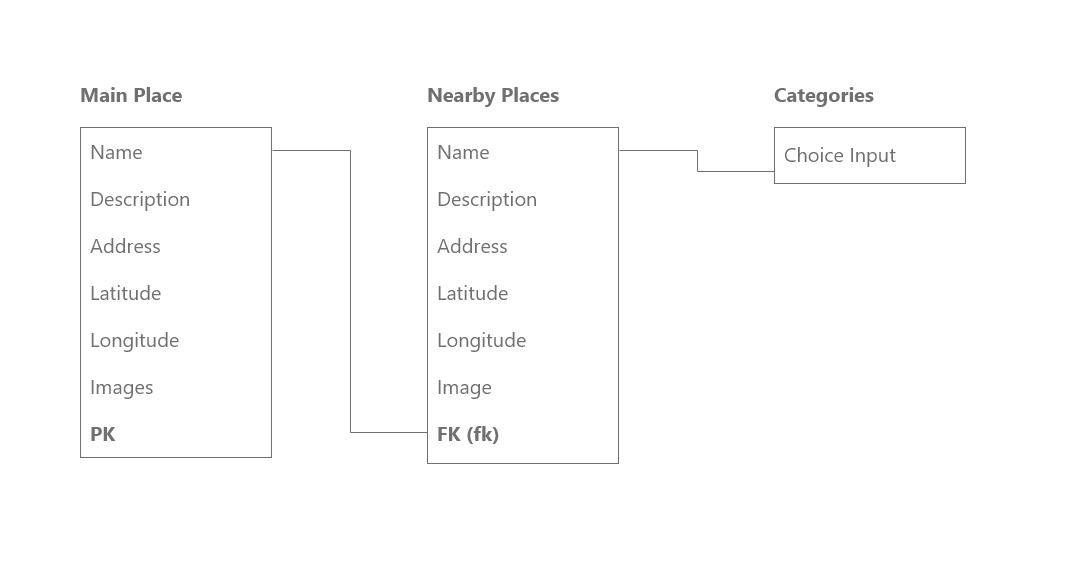 Main Place
Name
Description
Address
Latitude
Longitude
Images
PK
Nearby Places
Name
Description
Address
Latitude
Longitude
Image
FK (fk)
Categories
Choice Input